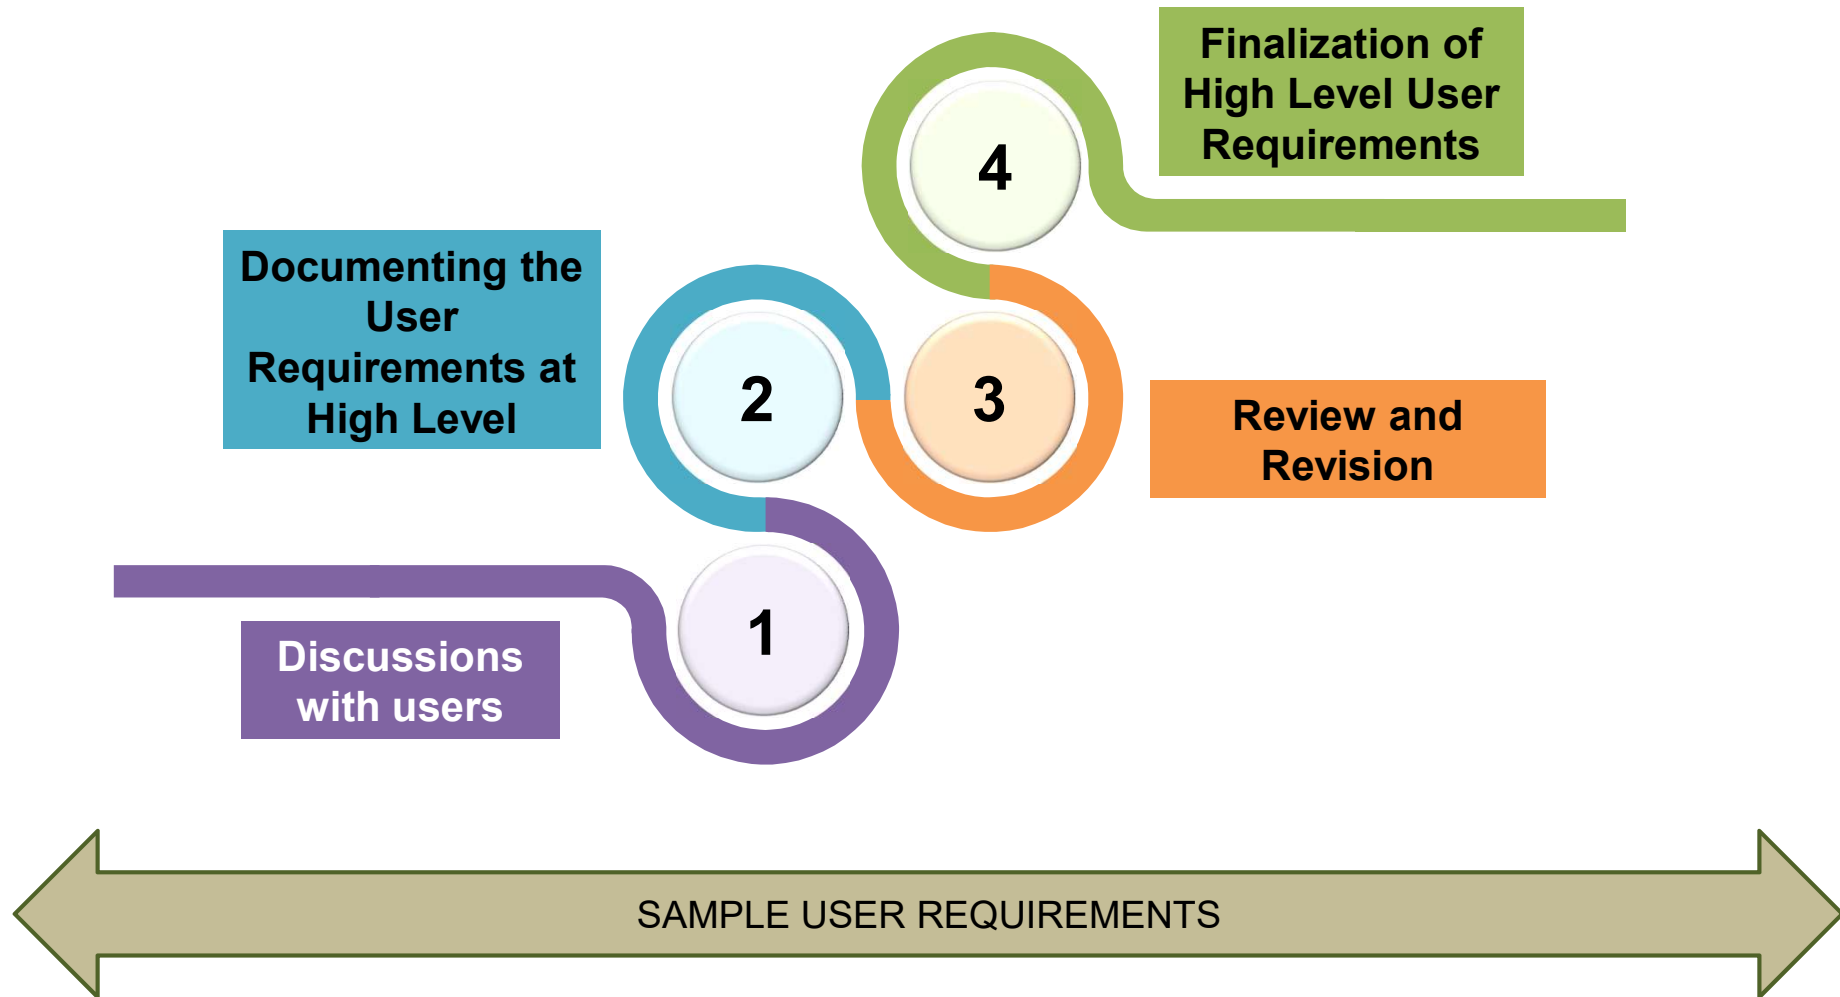 Finalization of
High Level User
Requirements
4
Documenting the
User
Requirements at
High Level
2
3
Review and
Revision
Discussions
with users
1
SAMPLE USER REQUIREMENTS